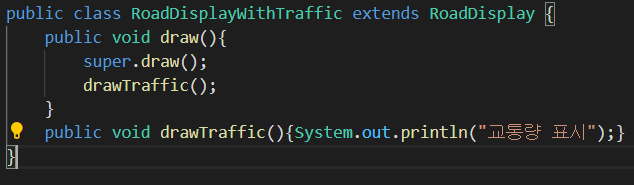 public class RoadDisplayWithTraffic extends RoadDisplay {
public void draw(){
super.draw();
drawTraffic();
}
public void drawTraffic(){System.out.println("교통량 표시");}
}